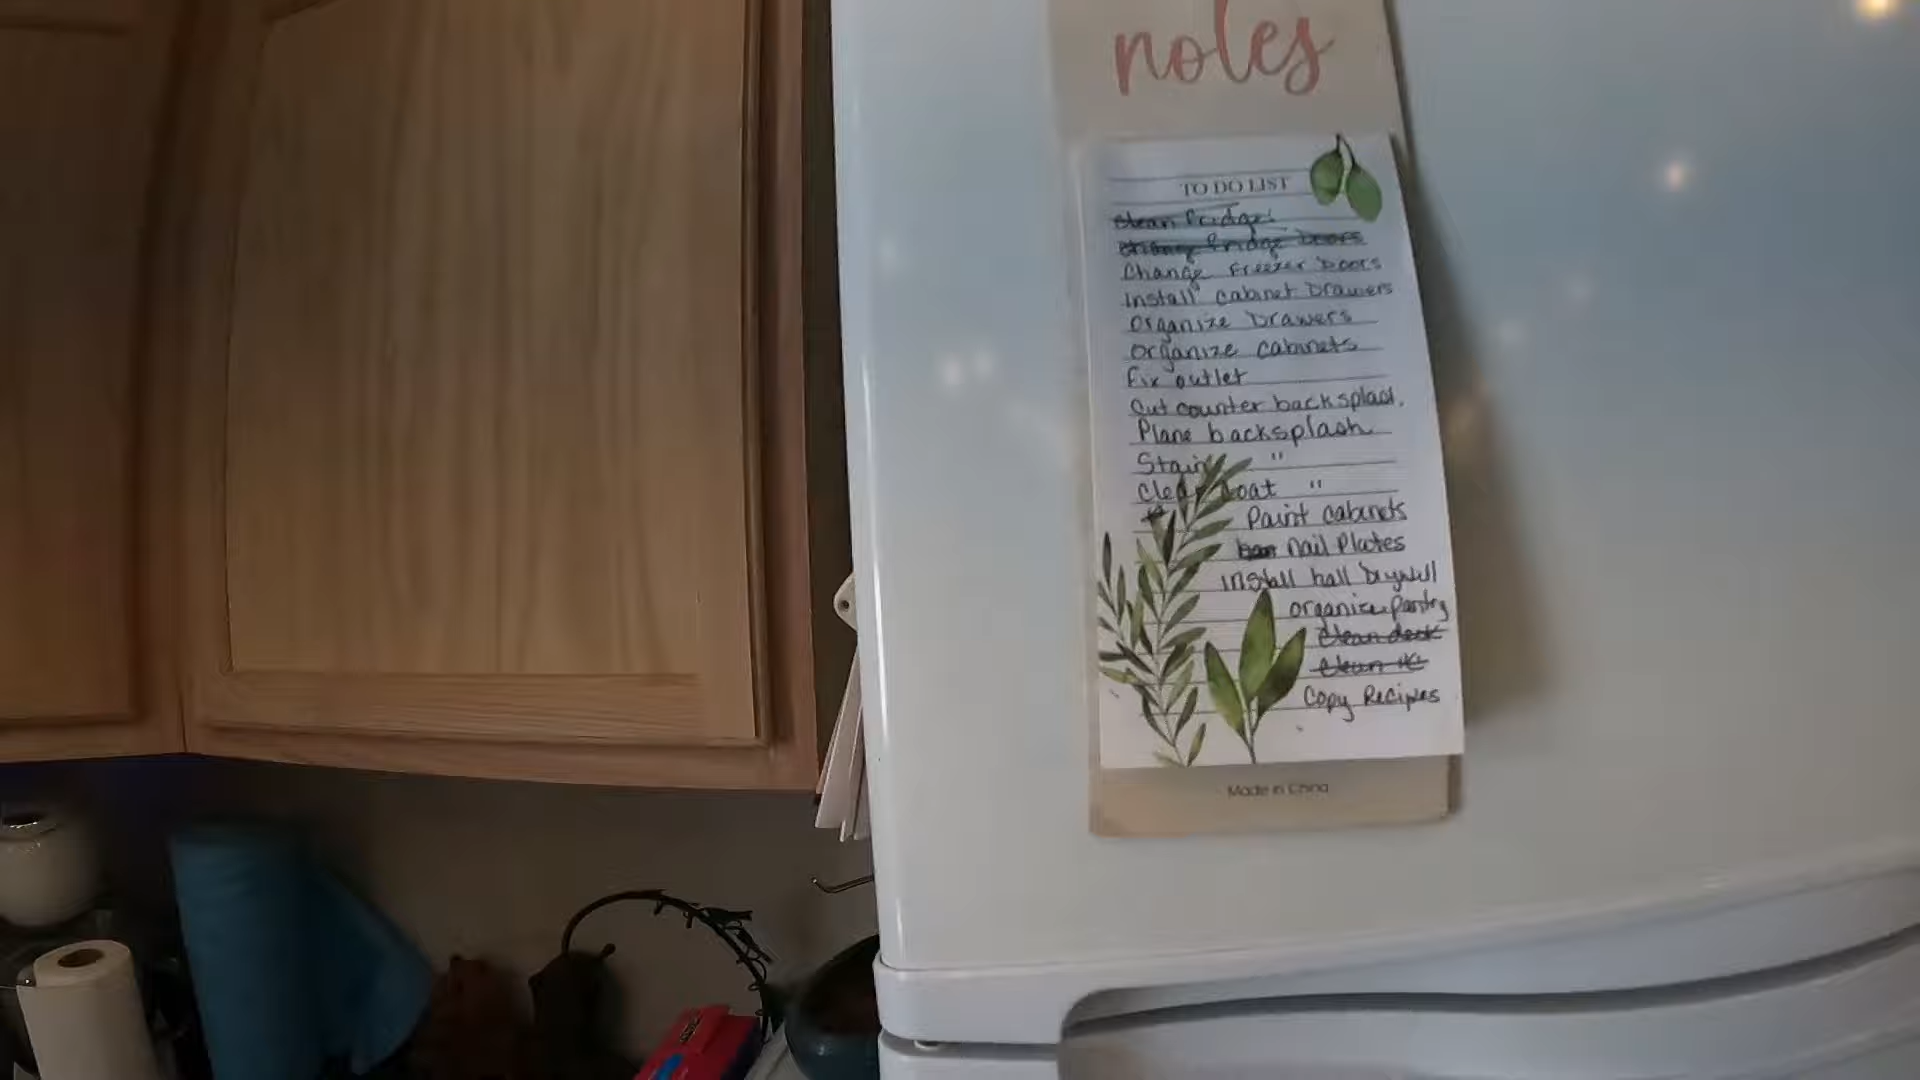 notes
TO DO LIST
Clean Fridge!
Change Fridge Doors
Change Freezer Doors
Install cabinet Drawers
Organize Drawers
Organize cabinets
Fix outlet
Cut counter backsplash.
Plane backsplash
Stain "
Clear coat "
Paint cabinets
nail Plates
install hall Drywall
organize pantry
Clean deck
Clean
Copy Recipes
Made in China